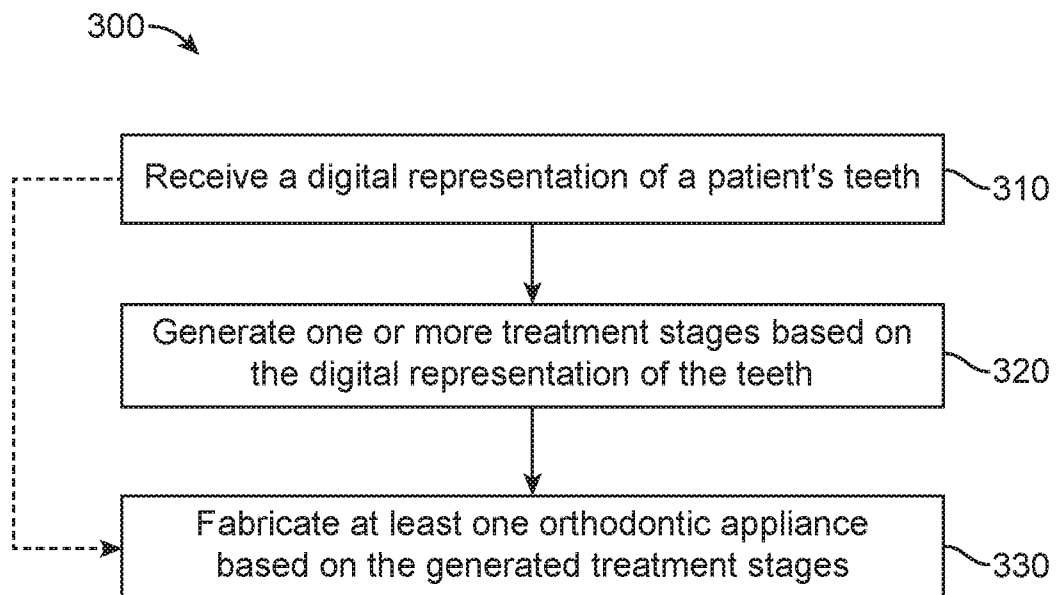 300
Receive a digital representation of a patient's teeth
310
Generate one or more treatment stages based on
the digital representation of the teeth
320
Fabricate at least one orthodontic appliance
based on the generated treatment stages
330